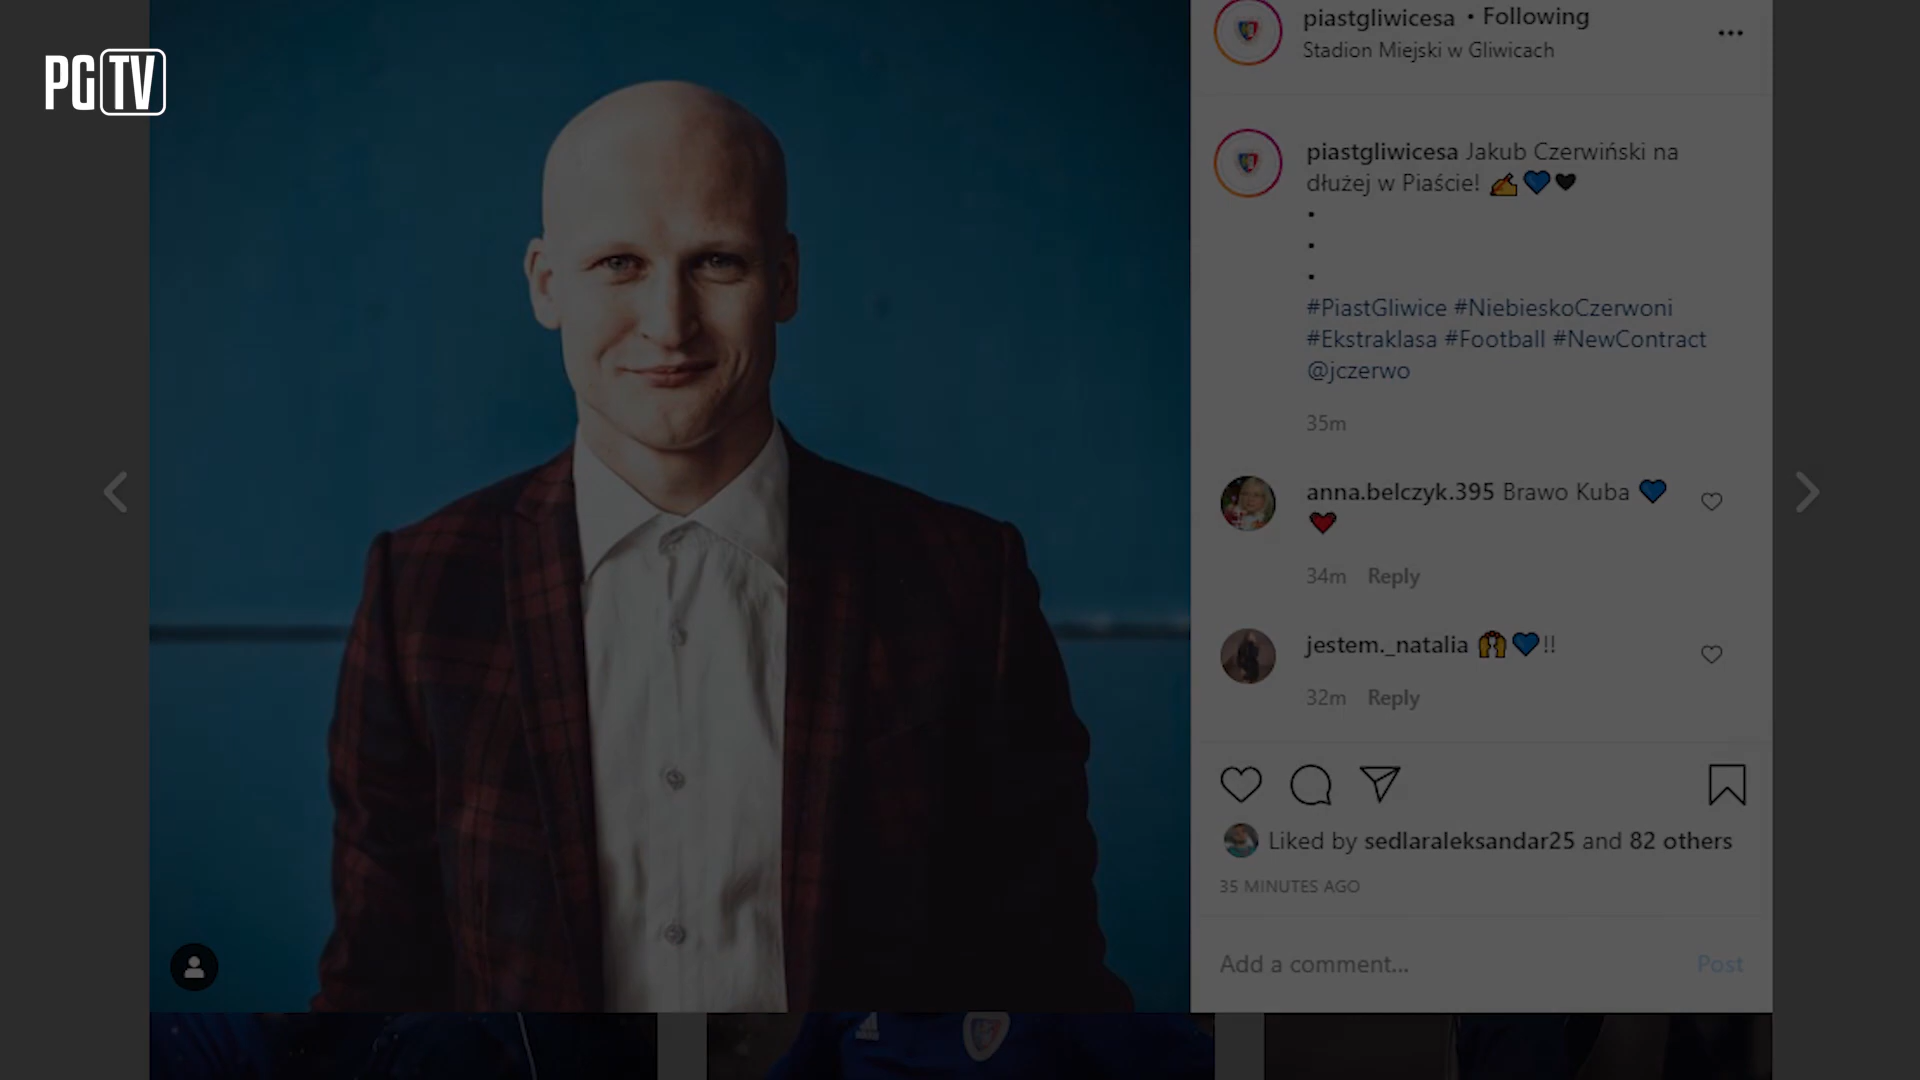 PG TV
piastgliwicesa • Following
Stadion Miejski w Gliwicach
piastgliwicesa Jakub Czerwiński na
dłużej w Piaście! ✍💙🖤
•
•
•
#PiastGliwice #NiebieskoCzerwoni
#Ekstraklasa #Football #NewContract
@jczerwo
35m
anna.belczyk.395 Brawo Kuba 💙
❤
34m Reply
jestem._natalia 🙌💙!!
32m Reply
Liked by sedlaraleksandar25 and 82 others
35 MINUTES AGO
Add a comment... Post